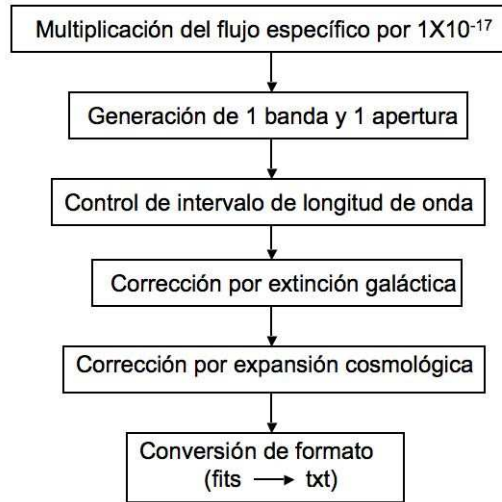 Multiplicación del flujo específico por 1X10⁻¹⁷
Generación de 1 banda y 1 apertura
Control de intervalo de longitud de onda
Corrección por extinción galáctica
Corrección por expansión cosmológica
Conversión de formato
(fits → txt)